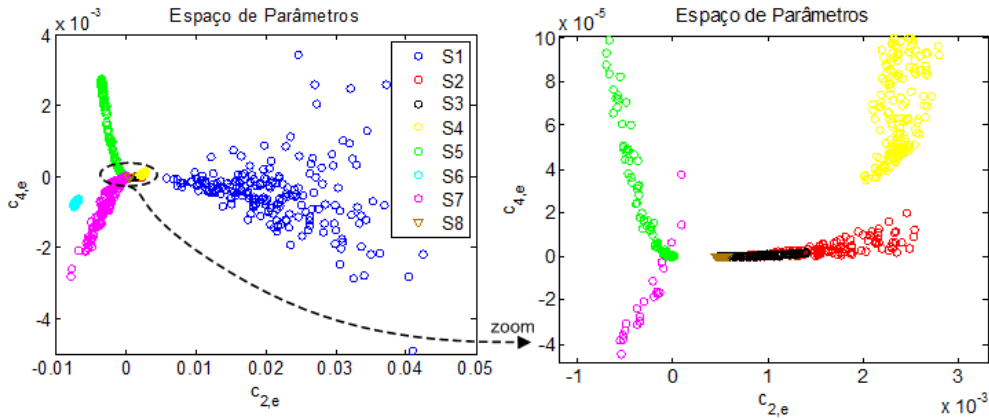 Espaço de Parâmetros
x 10⁻³
4
2
0
-2
-4
-0.01
0
0.01
0.02
0.03
0.04
0.05
c4,e
c2,e
S1
S2
S3
S4
S5
S6
S7
S8
zoom
Espaço de Parâmetros
x 10⁻⁵
10
8
6
4
2
0
-2
-4
-1
0
1
2
3
x 10⁻³
c4,e
c2,e